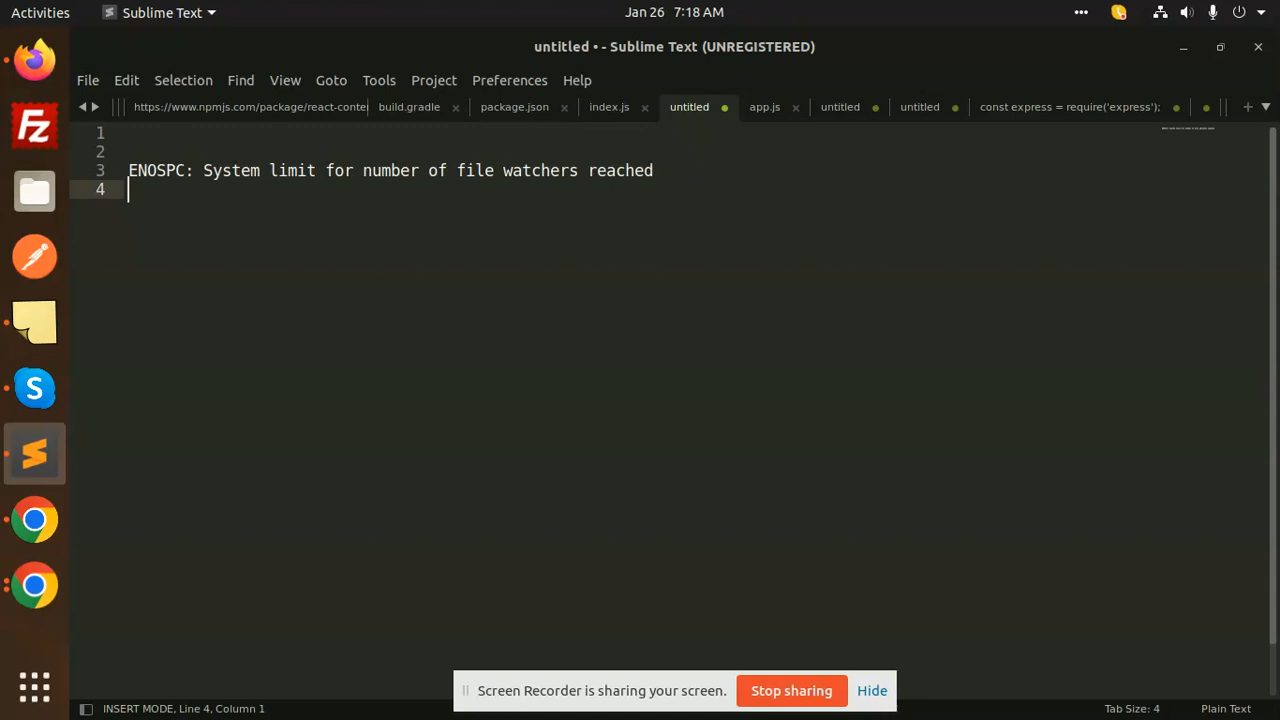 Activities
Sublime Text
Jan 26 7:18 AM
untitled • - Sublime Text (UNREGISTERED)
File Edit Selection Find View Goto Tools Project Preferences Help
https://www.npmjs.com/package/react-conte build.gradle package.json index.js untitled app.js untitled untitled const express = require('express');
1
2
3 ENOSPC: System limit for number of file watchers reached
4
Screen Recorder is sharing your screen. Stop sharing Hide
INSERT MODE, Line 4, Column 1 Tab Size: 4 Plain Text